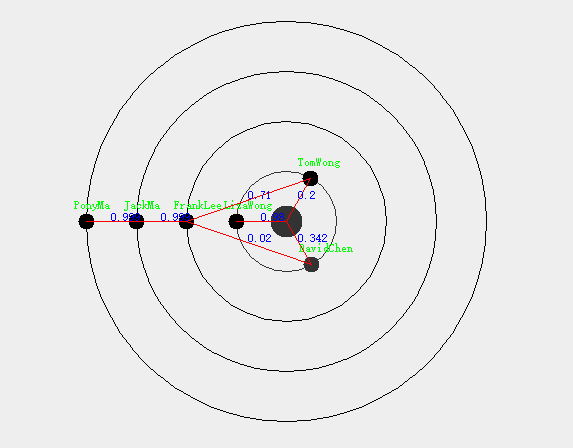 TomWong
0.71
0.2
PonyMa
JackMa
FrankLee
LisaWong
0.02
0.342
DavidChen